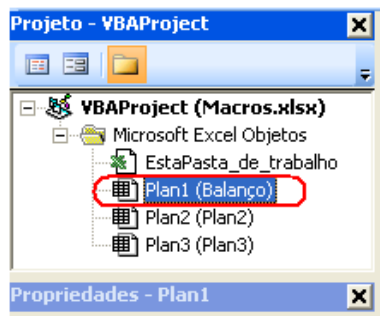 Projeto - VBAProject
VBAProject (Macros.xlsx)
Microsoft Excel Objetos
EstaPasta_de_trabalho
Plan1 (Balanço)
Plan2 (Plan2)
Plan3 (Plan3)
Propriedades - Plan1